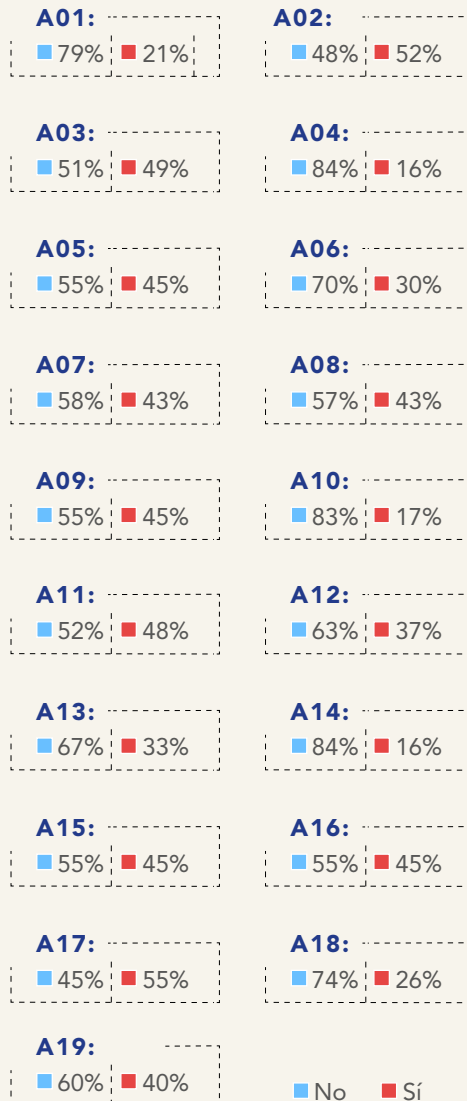 A01: A02:
79% 21% 48% 52%
A03: A04:
51% 49% 84% 16%
A05: A06:
55% 45% 70% 30%
A07: A08:
58% 43% 57% 43%
A09: A10:
55% 45% 83% 17%
A11: A12:
52% 48% 63% 37%
A13: A14:
67% 33% 84% 16%
A15: A16:
55% 45% 55% 45%
A17: A18:
45% 55% 74% 26%
A19:
60% 40% No Sí